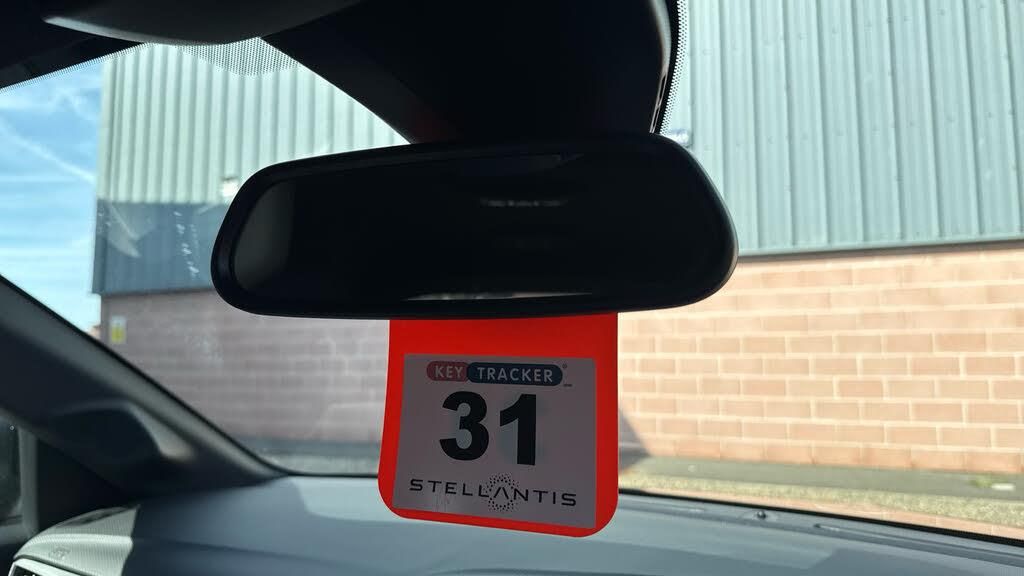 KEY TRACKER
31
STELLANTIS